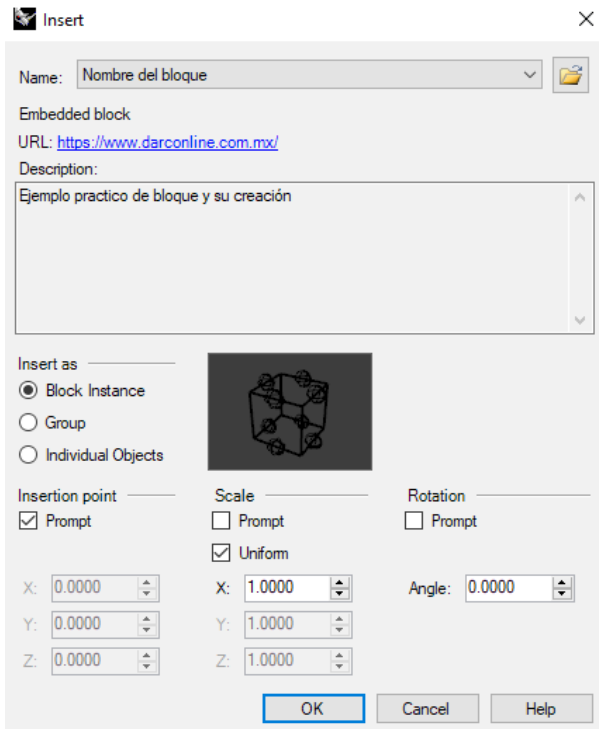 Insert
Name: Nombre del bloque
Embedded block
URL: https://www.darconline.com.mx/
Description:
Ejemplo practico de bloque y su creación
Insert as
Block Instance
Group
Individual Objects
Insertion point Scale Rotation
Prompt Prompt Prompt
Uniform
X: 0.0000 X: 1.0000 Angle: 0.0000
Y: 0.0000 Y: 1.0000
Z: 0.0000 Z: 1.0000
OK Cancel Help